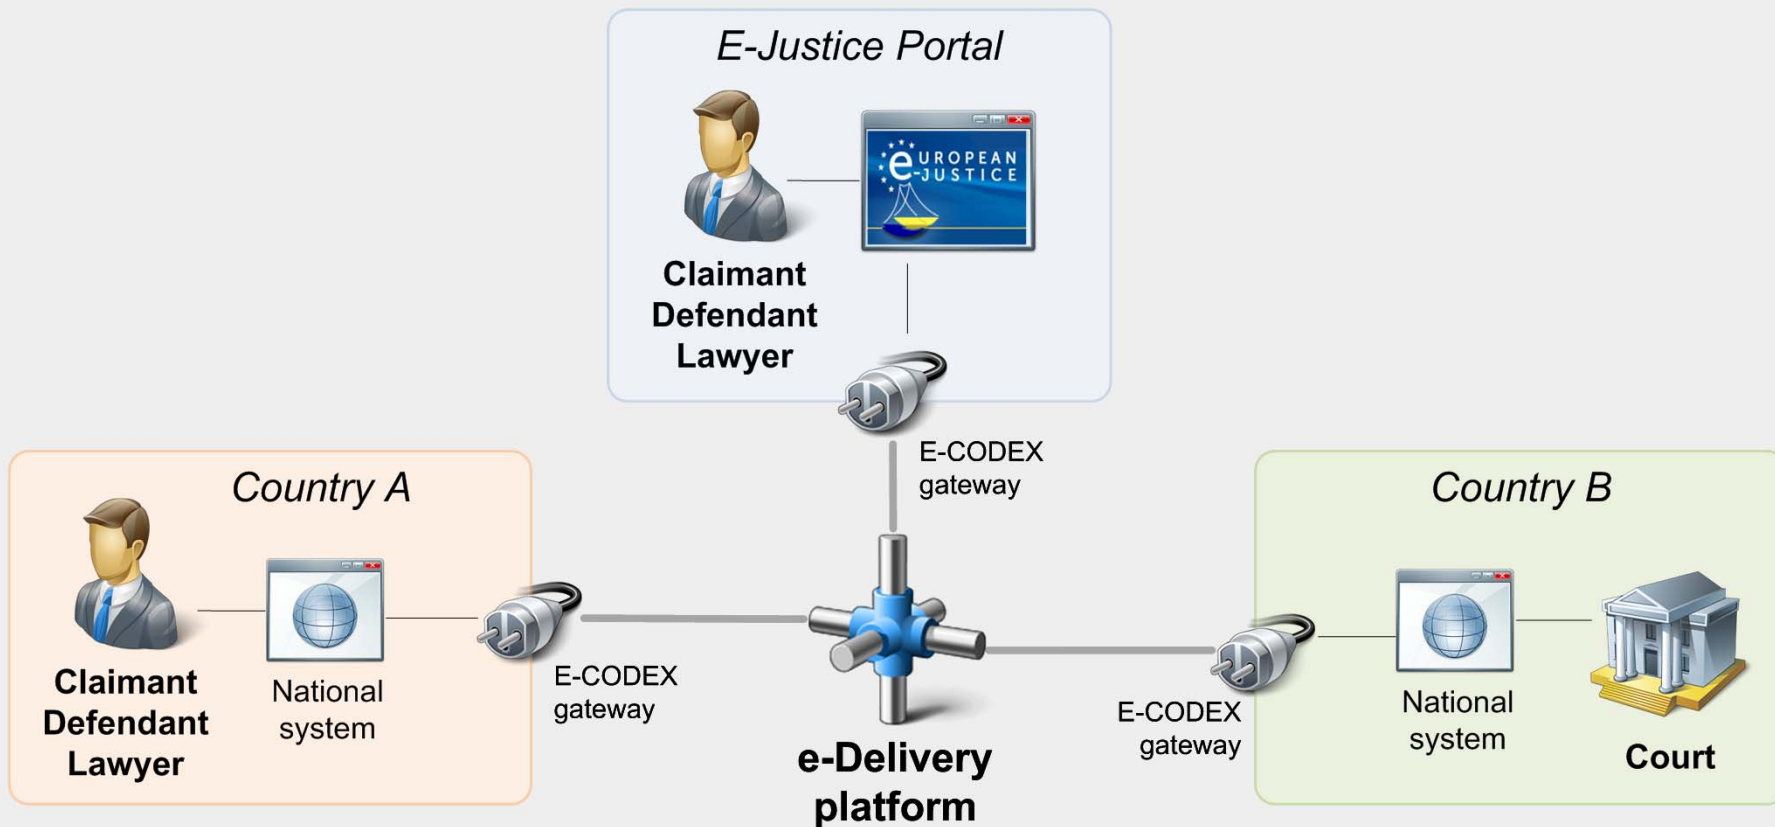 E-Justice Portal
eUROPEAN
e-JUSTICE
Claimant
Defendant
Lawyer
E-CODEX
gateway
Country A
Claimant
Defendant
Lawyer
National
system
E-CODEX
gateway
e-Delivery
platform
Country B
E-CODEX
gateway
National
system
Court